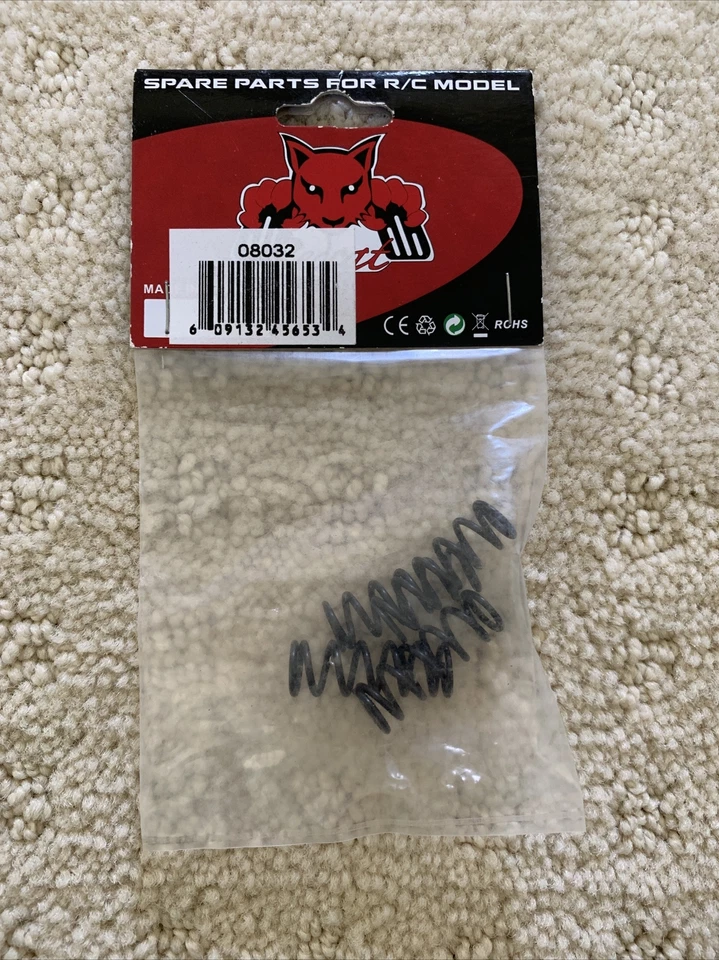 SPARE PARTS FOR R/C MODEL
08032
6 09132 45653 4
CE
ROHS